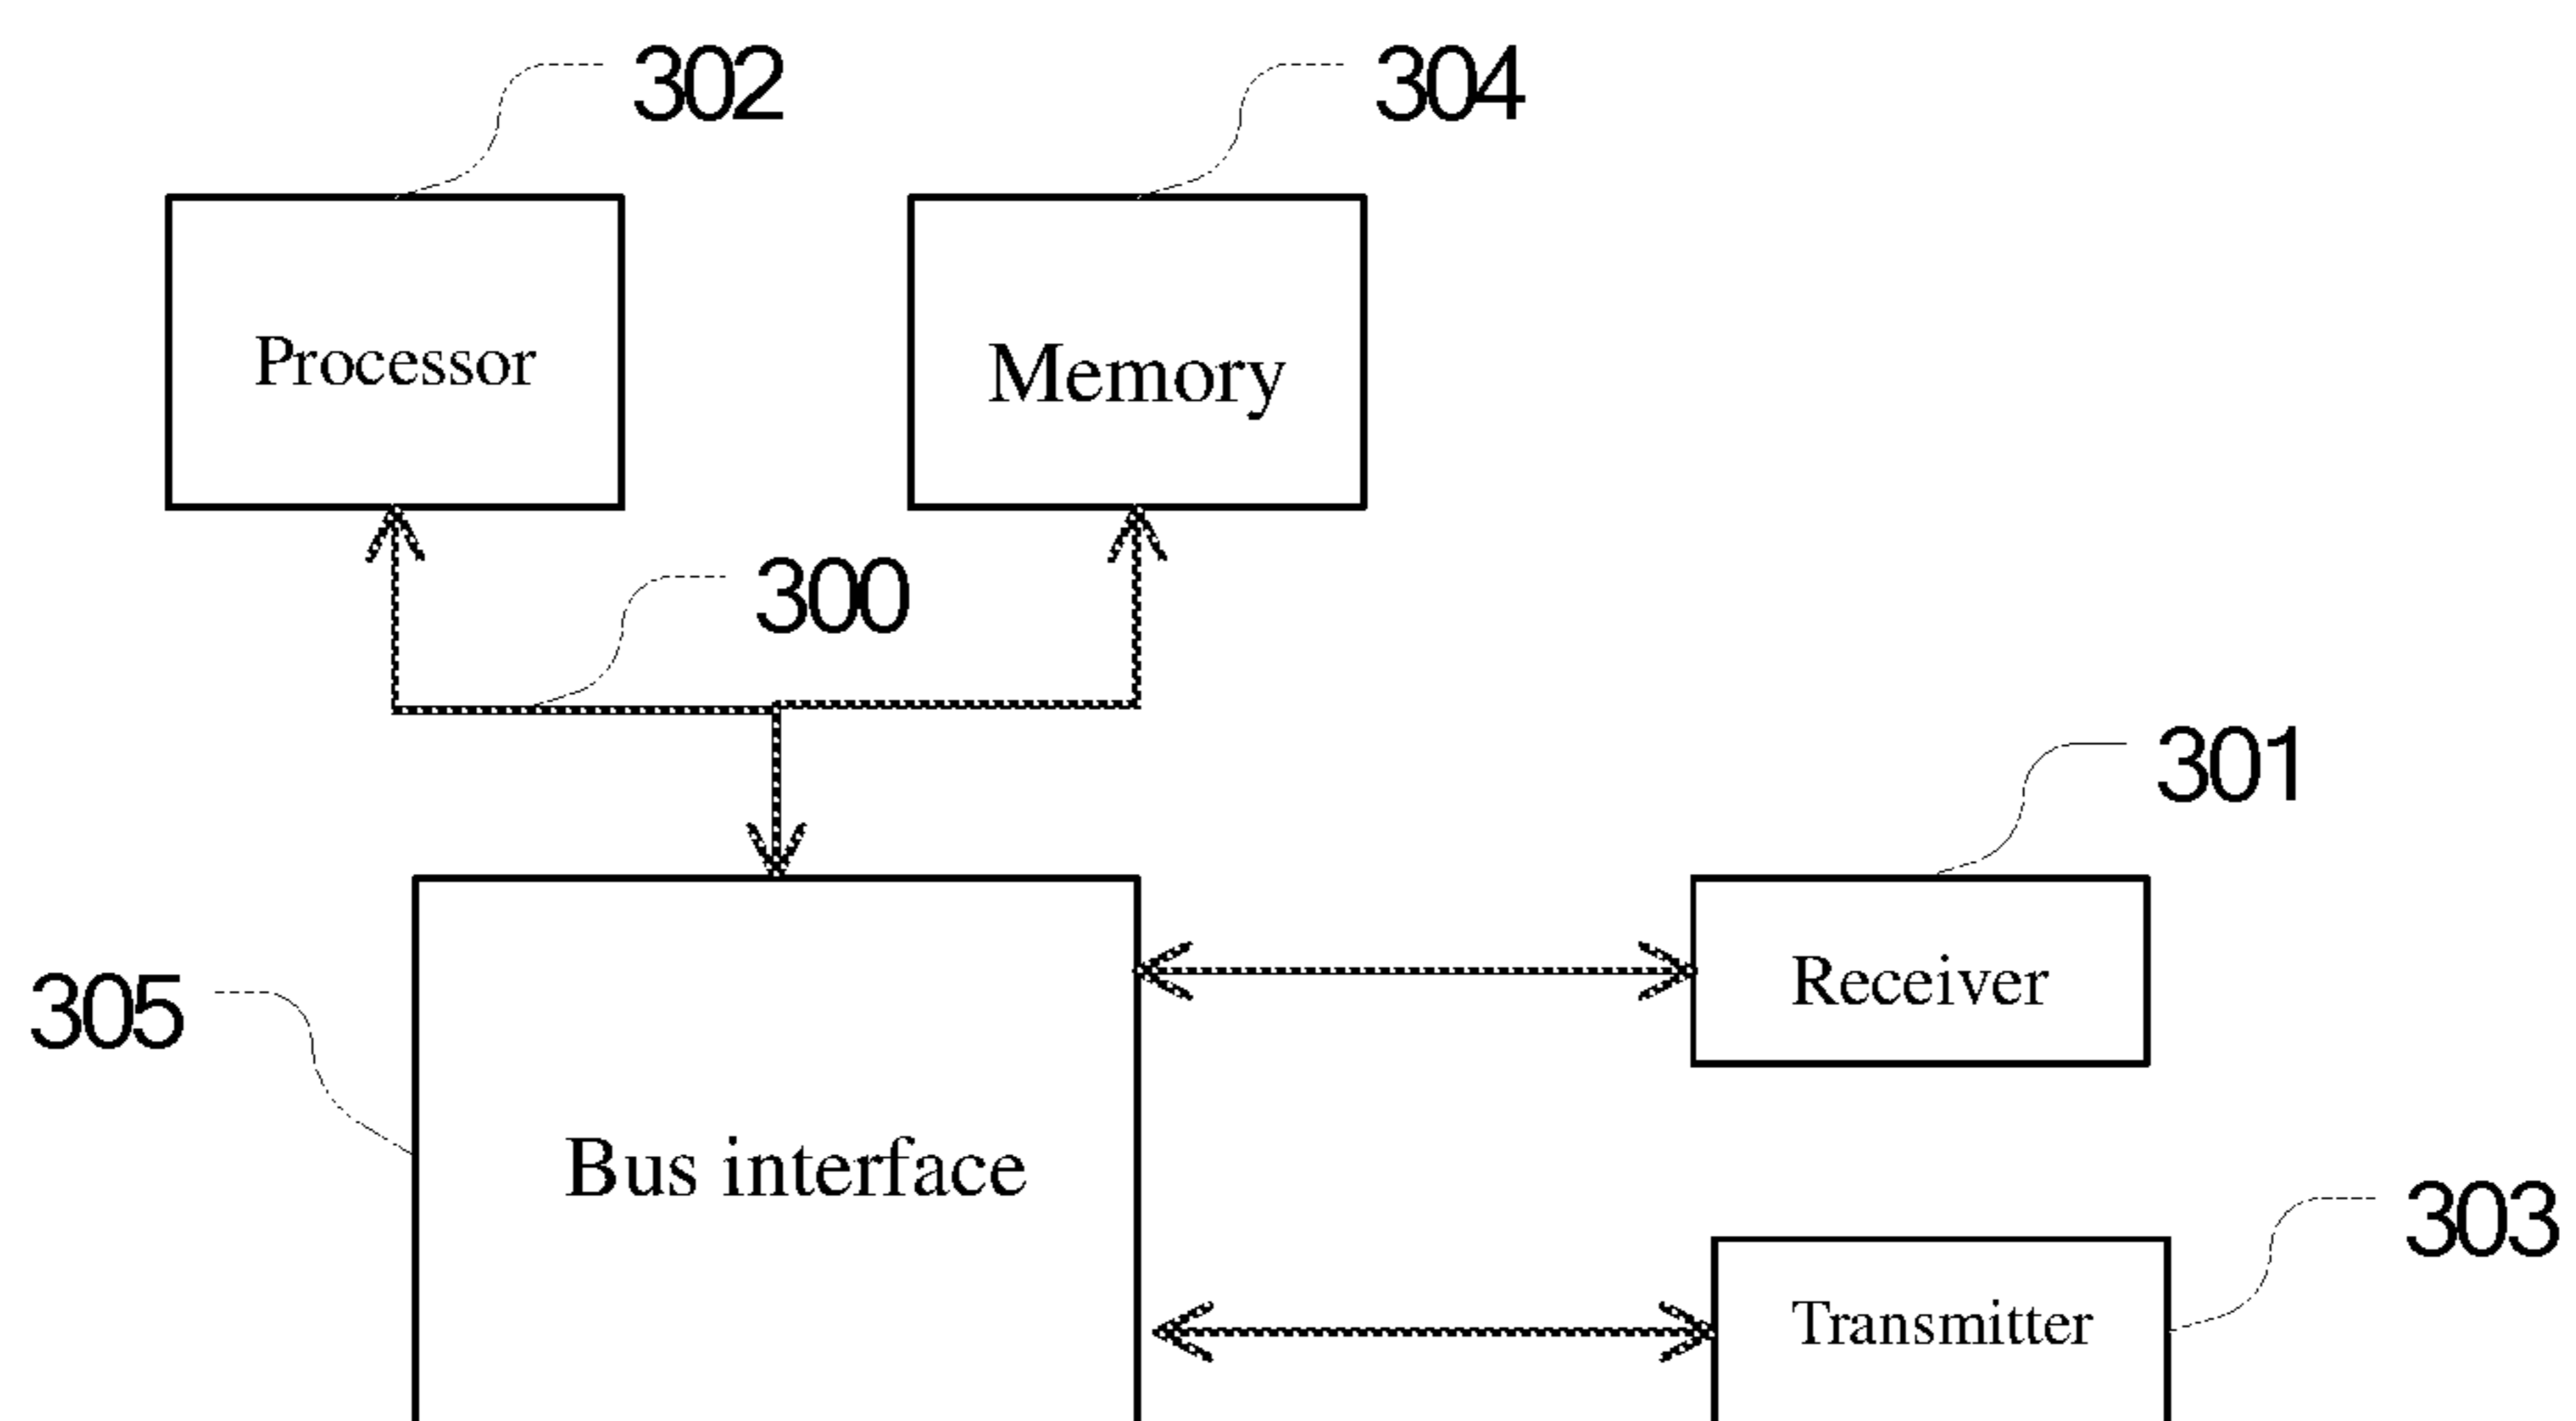 302
304
Processor
Memory
300
301
305
Receiver
Bus interface
303
Transmitter